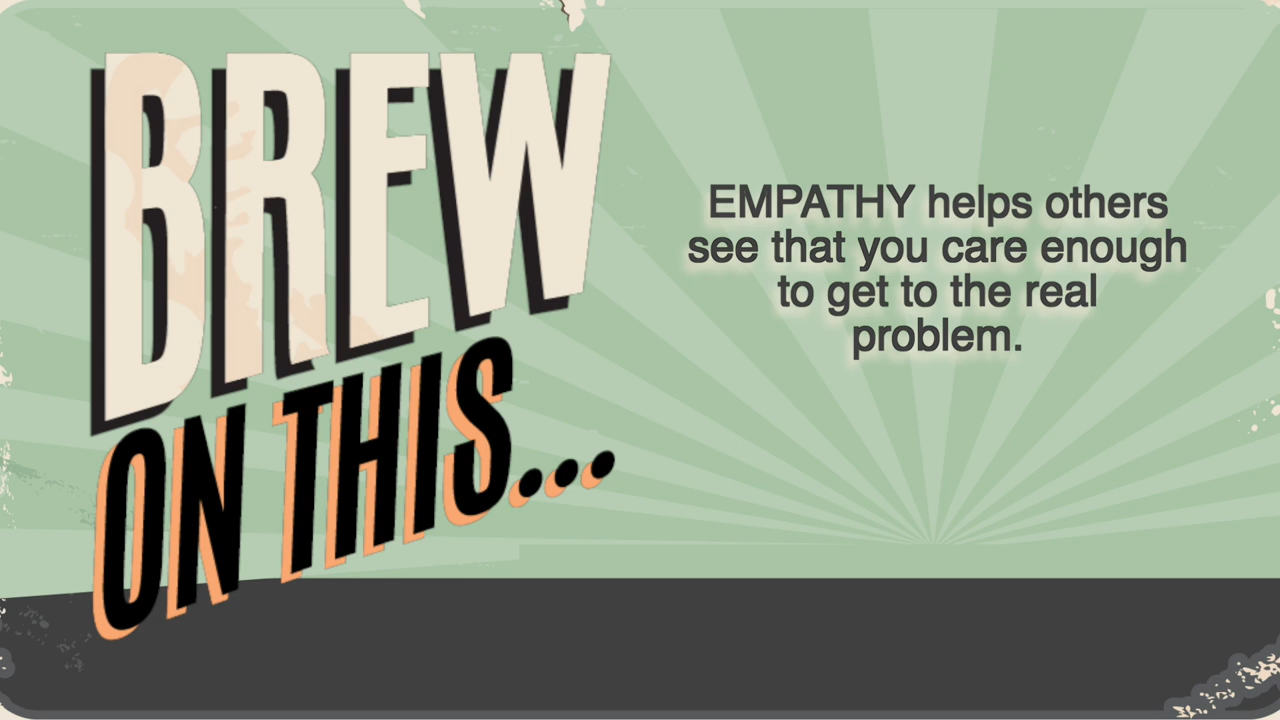 BREW
ON THIS...
EMPATHY helps others
see that you care enough
to get to the real
problem.